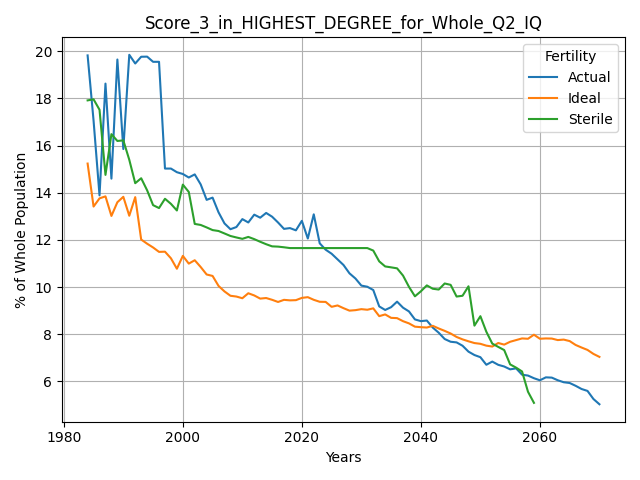 Score_3_in_HIGHEST_DEGREE_for_Whole_Q2_IQ
% of Whole Population
20
18
16
14
12
10
8
6
Fertility
Actual
Ideal
Sterile
1980
2000
2020
2040
2060
Years